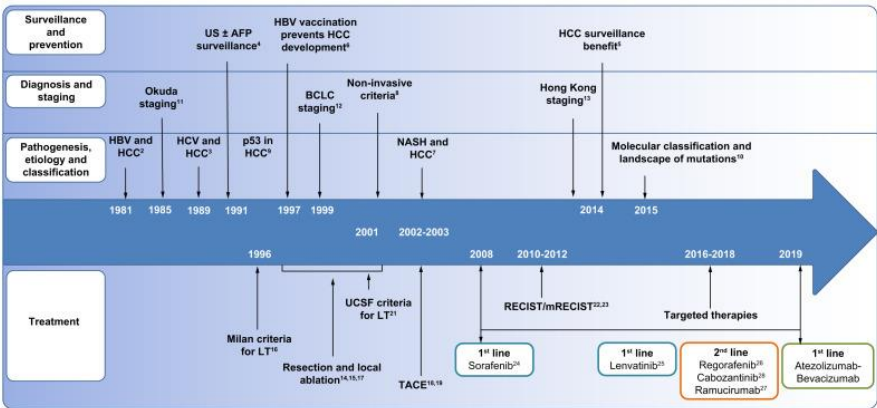 Surveillance
and
prevention
US ± AFP
surveillance⁴
HBV vaccination
prevents HCC
development⁶
HCC surveillance
benefit⁵
Diagnosis and
staging
Okuda
staging¹¹
BCLC
staging¹²
Non-invasive
criteria⁸
Hong Kong
staging¹³
Pathogenesis,
etiology and
classification
HBV and
HCC²
HCV and
HCC³
p53 in
HCC⁹
NASH and
HCC⁷
Molecular classification and
landscape of mutations¹⁰
1981
1985
1989
1991
1997
1999
2014
2015
2001
2002-2003
1996
2008
2010-2012
2016-2018
2019
Treatment
Milan criteria
for LT¹⁶
Resection and local
ablation¹⁴,¹⁵,¹⁷
UCSF criteria
for LT²¹
TACE¹⁸,¹⁹
RECIST/mRECIST²²,²³
Targeted therapies
1st line
Sorafenib²⁴
1st line
Lenvatinib²⁵
2nd line
Regorafenib²⁶
Cabozantinib²⁸
Ramucirumab²⁷
1st line
Atezolizumab-
Bevacizumab